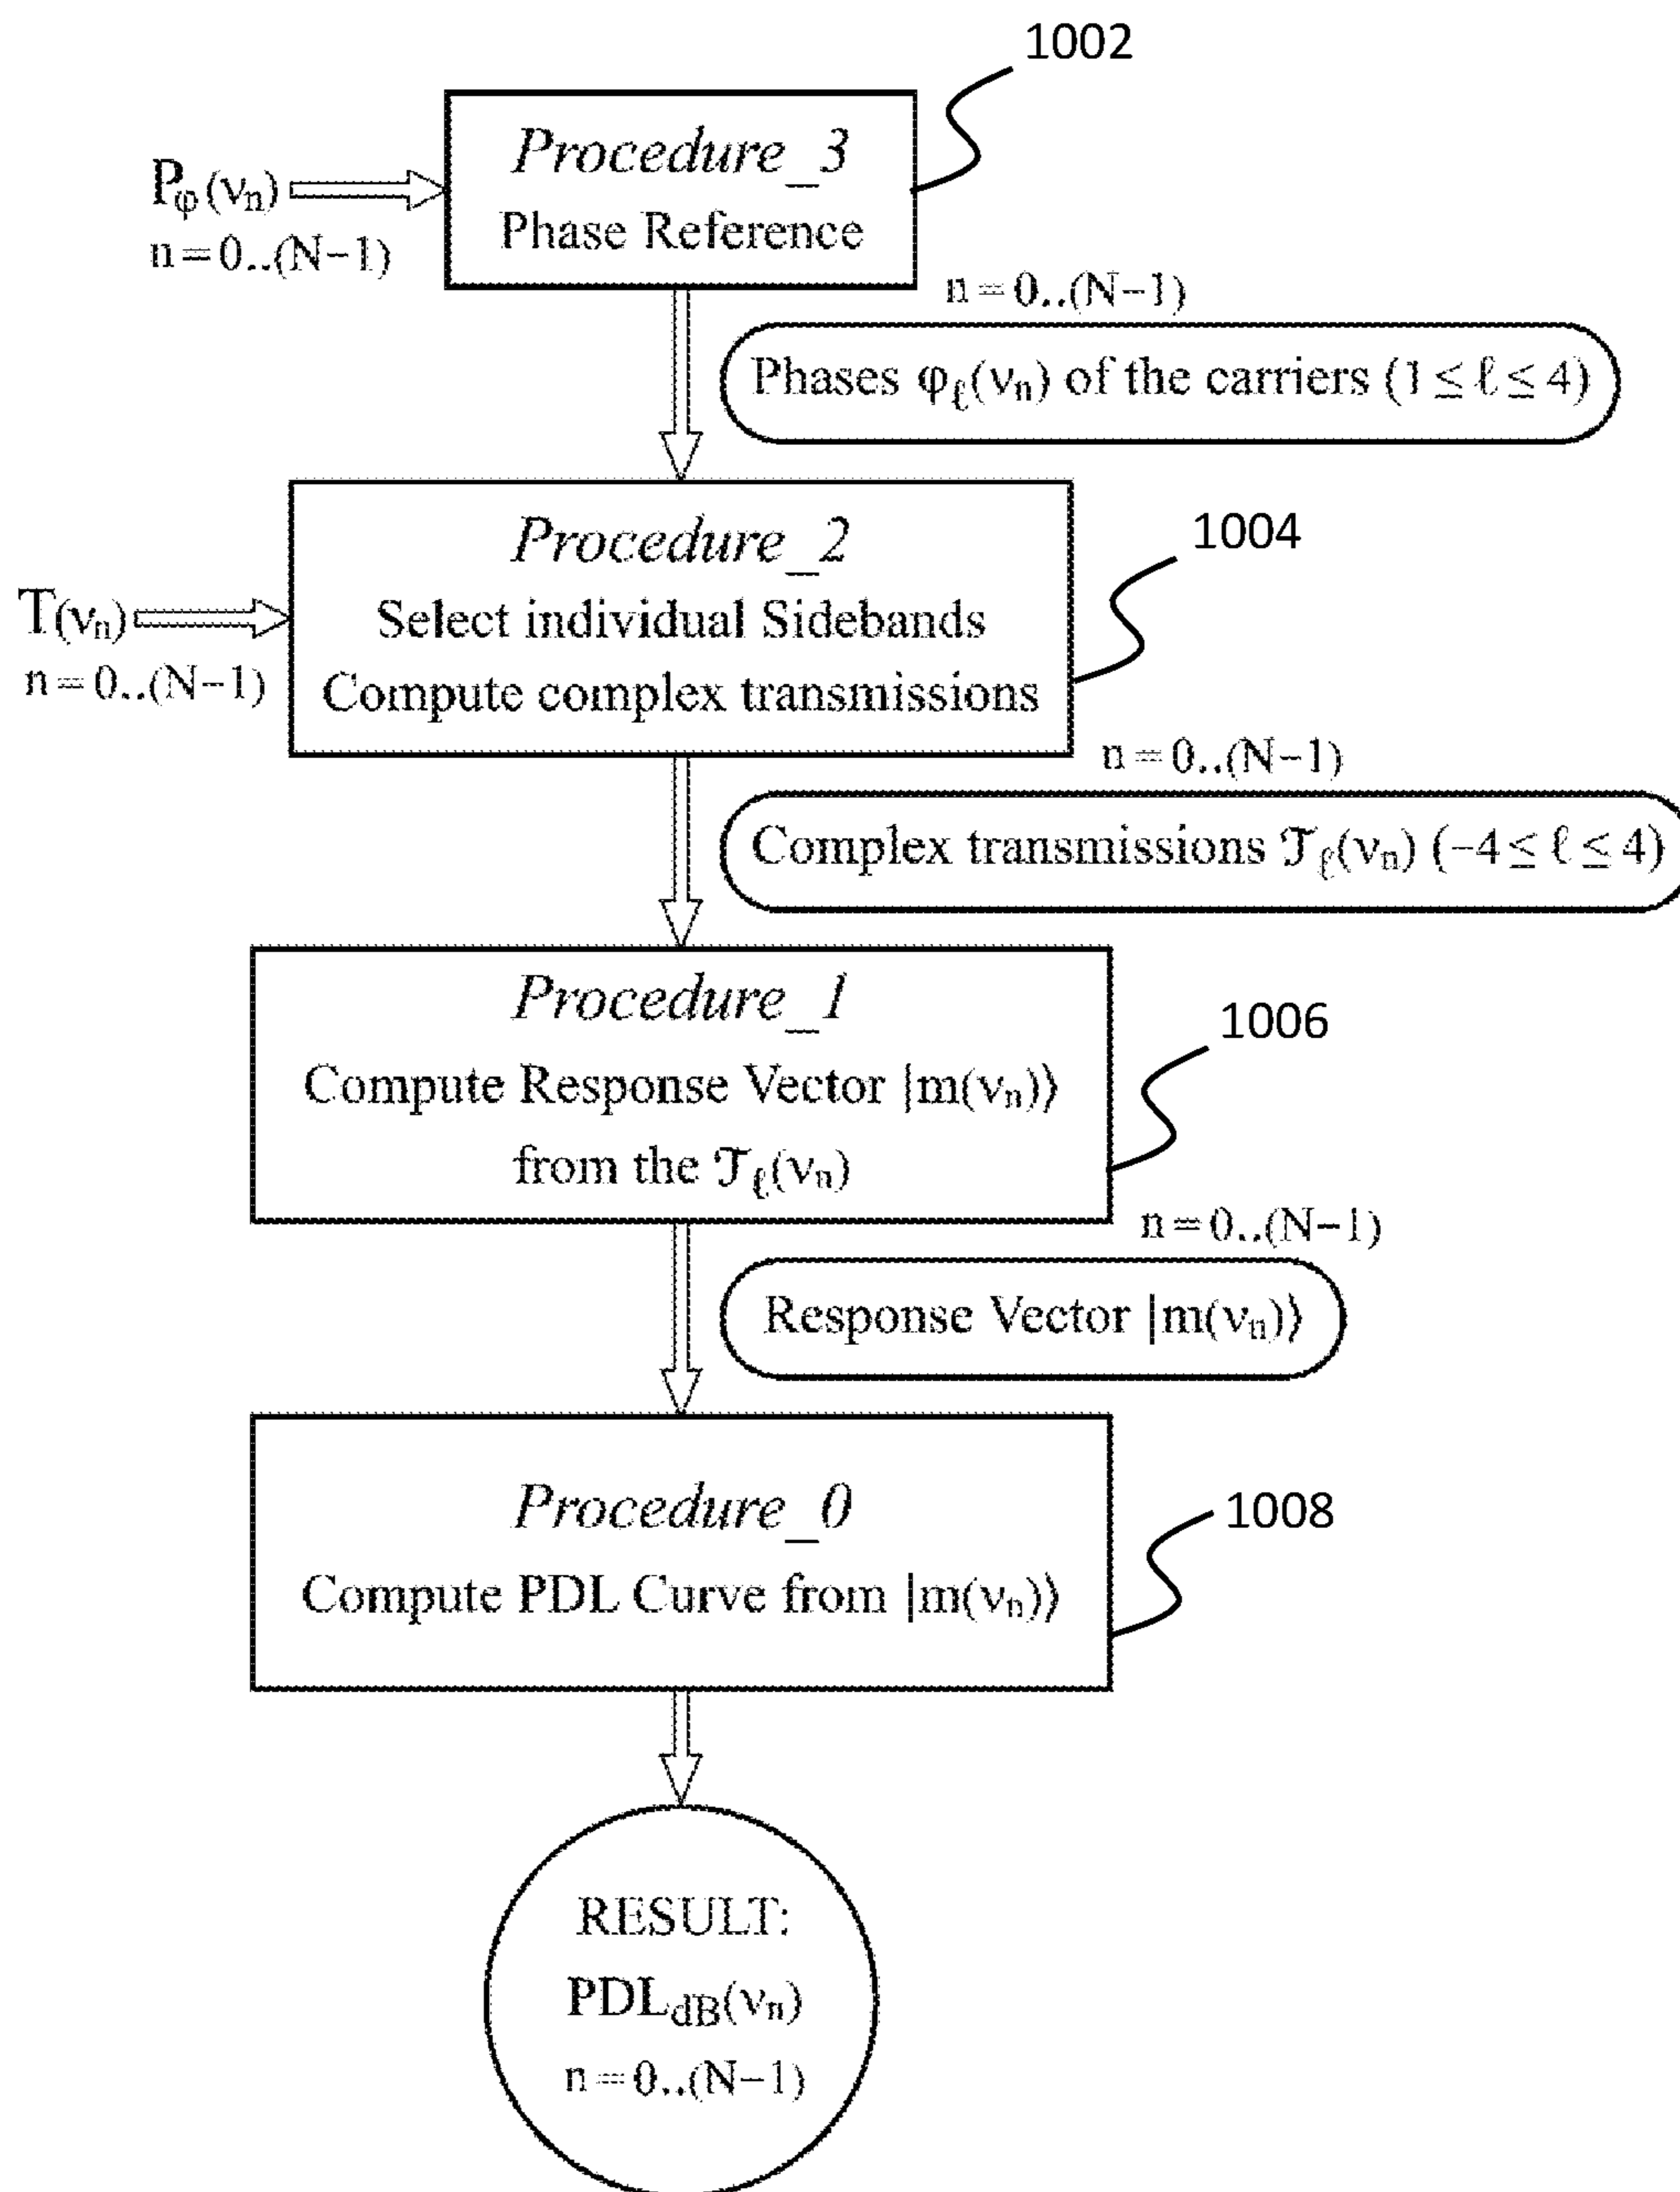 1002
Procedure_3
Phase Reference
Pφ(νn)
n = 0..(N−1)
n = 0..(N−1)
Phases φℓ(νn) of the carriers (1 ≤ ℓ ≤ 4)
1004
Procedure_2
Select individual Sidebands
Compute complex transmissions
T(νn)
n = 0..(N−1)
n = 0..(N−1)
Complex transmissions 𝒯ℓ(νn) (−4 ≤ ℓ ≤ 4)
1006
Procedure_1
Compute Response Vector |m(νn)⟩
from the 𝒯ℓ(νn)
n = 0..(N−1)
Response Vector |m(νn)⟩
1008
Procedure_0
Compute PDL Curve from |m(νn)⟩
RESULT:
PDLdB(νn)
n = 0..(N−1)